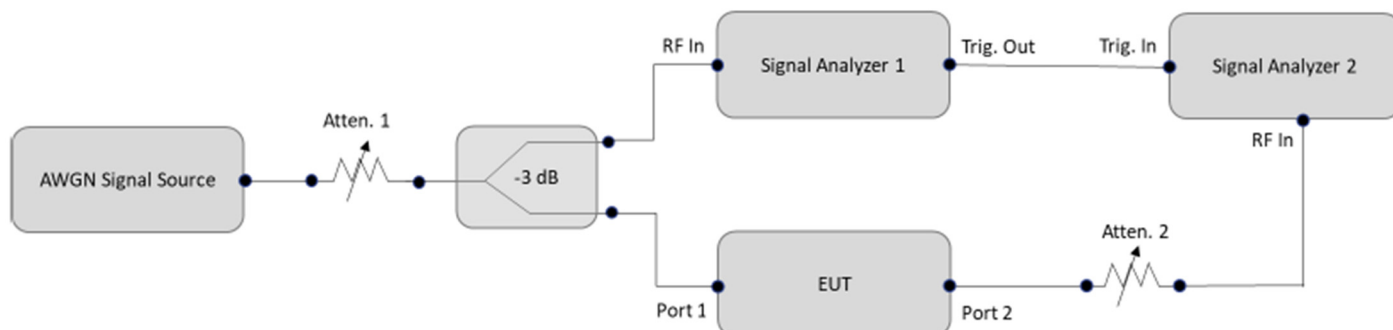 RF In
Signal Analyzer 1
Trig. Out
Trig. In
Signal Analyzer 2
RF In
Atten. 1
AWGN Signal Source
-3 dB
Atten. 2
EUT
Port 1
Port 2